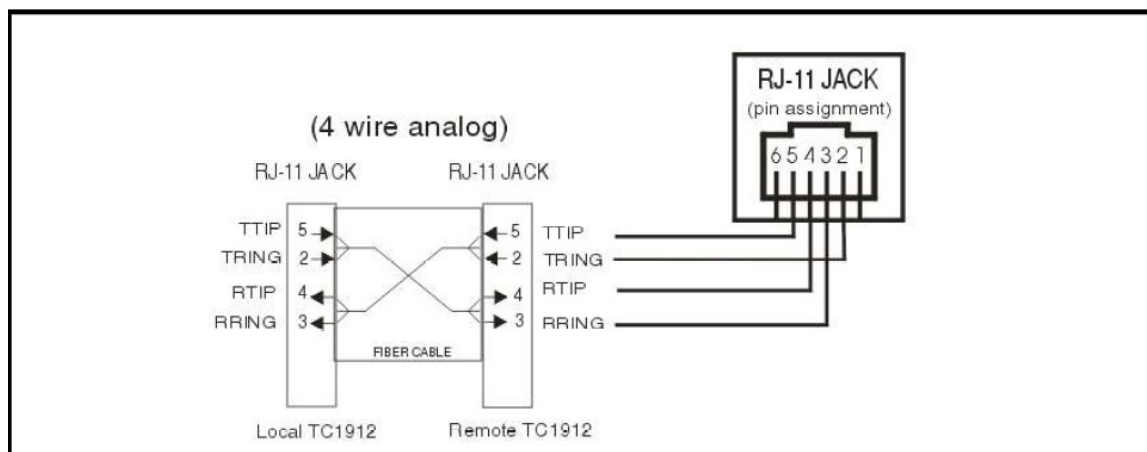 RJ-11 JACK
(pin assignment)
6 5 4 3 2 1
(4 wire analog)
RJ-11 JACK RJ-11 JACK
TTIP 5 5 TTIP
TRING 2 2 TRING
RTIP 4 4 RTIP
RRING 3 3 RRING
FIBER CABLE
Local TC1912 Remote TC1912